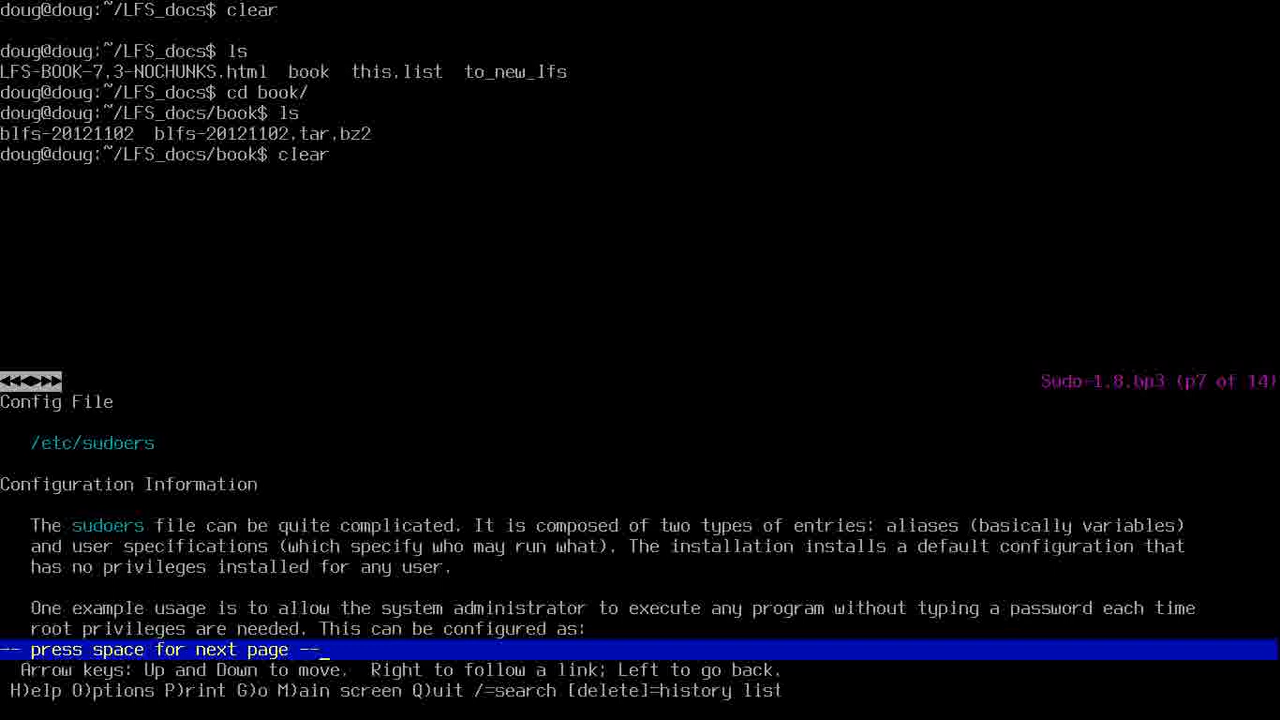 doug@doug:~/LFS_docs$ clear
doug@doug:~/LFS_docs$ ls
LFS-BOOK-7.3-NOCHUNKS.html  book  this.list  to_new_lfs
doug@doug:~/LFS_docs$ cd book/
doug@doug:~/LFS_docs/book$ ls
blfs-20121102  blfs-20121102.tar.bz2
doug@doug:~/LFS_docs/book$ clear
Sudo-1.8.bp3 (p7 of 14)
Config File
/etc/sudoers
Configuration Information
The sudoers file can be quite complicated. It is composed of two types of entries: aliases (basically variables)
and user specifications (which specify who may run what). The installation installs a default configuration that
has no privileges installed for any user.
One example usage is to allow the system administrator to execute any program without typing a password each time
root privileges are needed. This can be configured as:
-- press space for next page --
Arrow keys: Up and Down to move.  Right to follow a link; Left to go back.
H)elp O)ptions P)rint G)o M)ain screen Q)uit /=search [delete]=history list